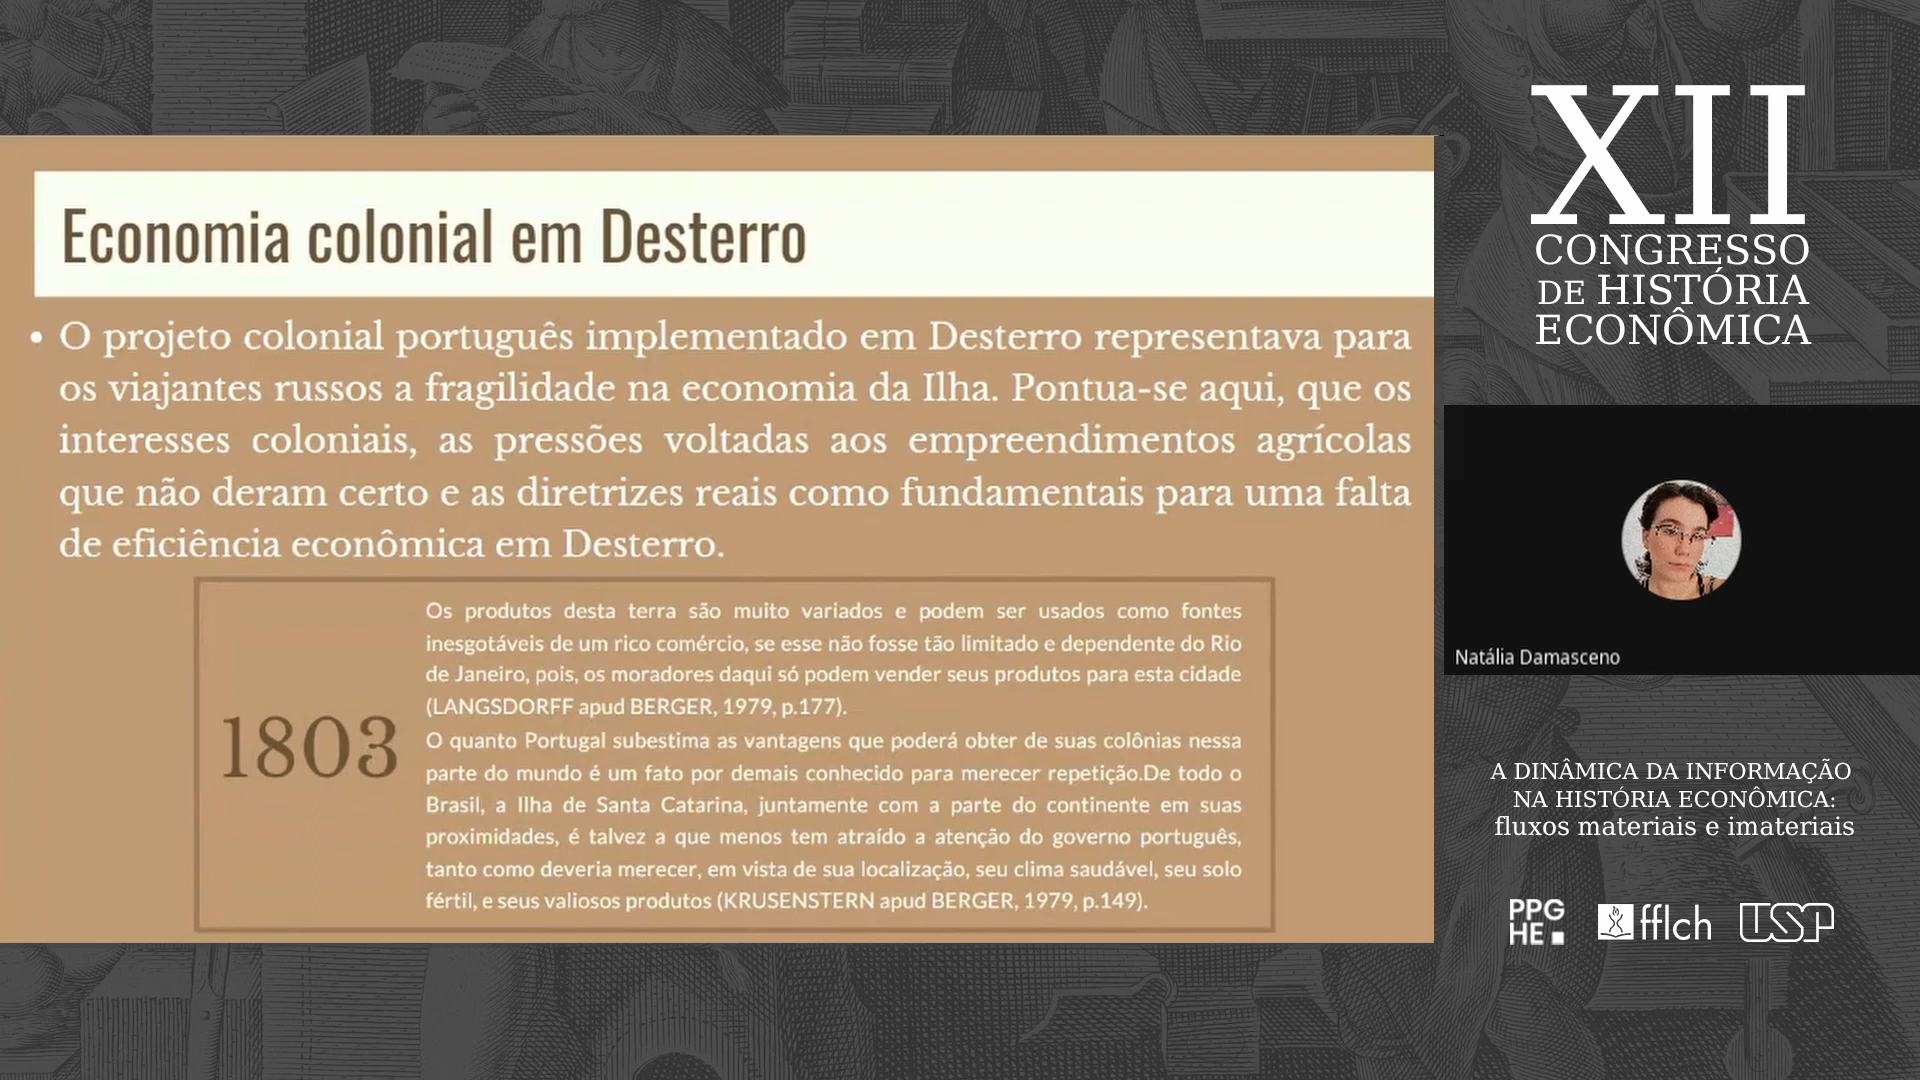 Economia colonial em Desterro
• O projeto colonial português implementado em Desterro representava para
os viajantes russos a fragilidade na economia da Ilha. Pontua-se aqui, que os
interesses coloniais, as pressões voltadas aos empreendimentos agrícolas
que não deram certo e as diretrizes reais como fundamentais para uma falta
de eficiência econômica em Desterro.
1803
Os produtos desta terra são muito variados e podem ser usados como fontes
inesgotáveis de um rico comércio, se esse não fosse tão limitado e dependente do Rio
de Janeiro, pois, os moradores daqui só podem vender seus produtos para esta cidade
(LANGSDORFF apud BERGER, 1979, p.177).
O quanto Portugal subestima as vantagens que poderá obter de suas colônias nessa
parte do mundo é um fato por demais conhecido para merecer repetição.De todo o
Brasil, a Ilha de Santa Catarina, juntamente com a parte do continente em suas
proximidades, é talvez a que menos tem atraído a atenção do governo português,
tanto como deveria merecer, em vista de sua localização, seu clima saudável, seu solo
fértil, e seus valiosos produtos (KRUSENSTERN apud BERGER, 1979, p.149).
XII
CONGRESSO
DE HISTÓRIA
ECONÔMICA
Natália Damasceno
A DINÂMICA DA INFORMAÇÃO
NA HISTÓRIA ECONÔMICA:
fluxos materiais e imateriais
PPG
HE
fflch
USP